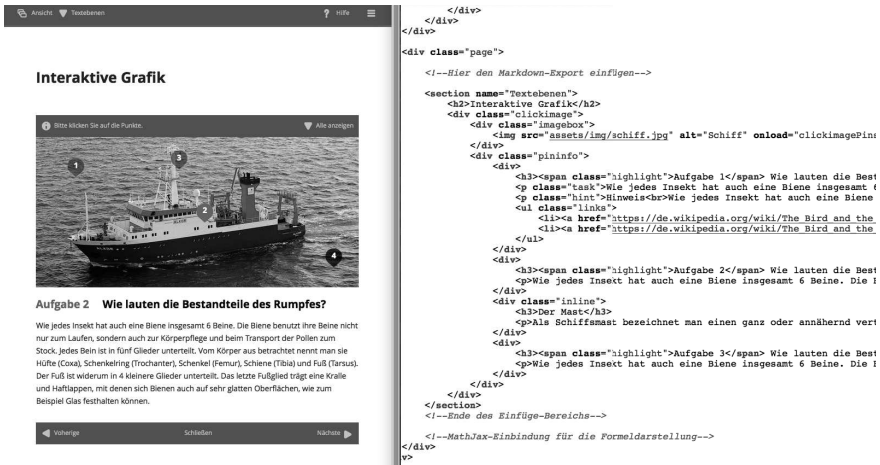 Ansicht Textebenen ? Hilfe
Interaktive Grafik
Bitte klicken Sie auf die Punkte. Alle anzeigen
1
3
2
4
Aufgabe 2 Wie lauten die Bestandteile des Rumpfes?
Wie jedes Insekt hat auch eine Biene insgesamt 6 Beine. Die Biene benutzt ihre Beine nicht
nur zum Laufen, sondern auch zur Körperpflege und beim Transport der Pollen zum
Stock. Jedes Bein ist in fünf Glieder unterteilt. Vom Körper aus betrachtet nennt man sie
Hüfte (Coxa), Schenkelring (Trochanter), Schenkel (Femur), Schiene (Tibia) und Fuß (Tarsus).
Der Fuß ist widerum in 4 kleinere Glieder unterteilt. Das letzte Fußglied trägt eine Kralle
und Haftlappen, mit denen sich Bienen auch auf sehr glatten Oberflächen, wie zum
Beispiel Glas festhalten können.
Voherige Schließen Nächste
</div>
</div>
</div>
<div class="page">
<!--Hier den Markdown-Export einfügen-->
<section name="Textebenen">
<h2>Interaktive Grafik</h2>
<div class="clickimage">
<div class="imagebox">
<img src="assets/img/schiff.jpg" alt="Schiff" onload="clickimagePins
</div>
<div class="pininfo">
<div>
<h3><span class="highlight">Aufgabe 1</span> Wie lauten die Best
<p class="task">Wie jedes Insekt hat auch eine Biene insgesamt 6
<p class="hint">Hinweis<br>Wie jedes Insekt hat auch eine Biene
<ul class="links">
<li><a href="https://de.wikipedia.org/wiki/The_Bird_and_the_
<li><a href="https://de.wikipedia.org/wiki/The_Bird_and_the_
</ul>
</div>
<div>
<h3><span class="highlight">Aufgabe 2</span> Wie lauten die Best
<p>Wie jedes Insekt hat auch eine Biene insgesamt 6 Beine. Die B
</div>
<div class="inline">
<h3>Der Mast</h3>
<p>Als Schiffsmast bezeichnet man einen ganz oder annähernd vert
</div>
<div>
<h3><span class="highlight">Aufgabe 3</span> Wie lauten die Best
<p>Wie jedes Insekt hat auch eine Biene insgesamt 6 Beine. Die B
</div>
</div>
</div>
</section>
<!--Ende des Einfüge-Bereichs-->
<!--MathJax-Einbindung für die Formeldarstellung-->
</div>
v>